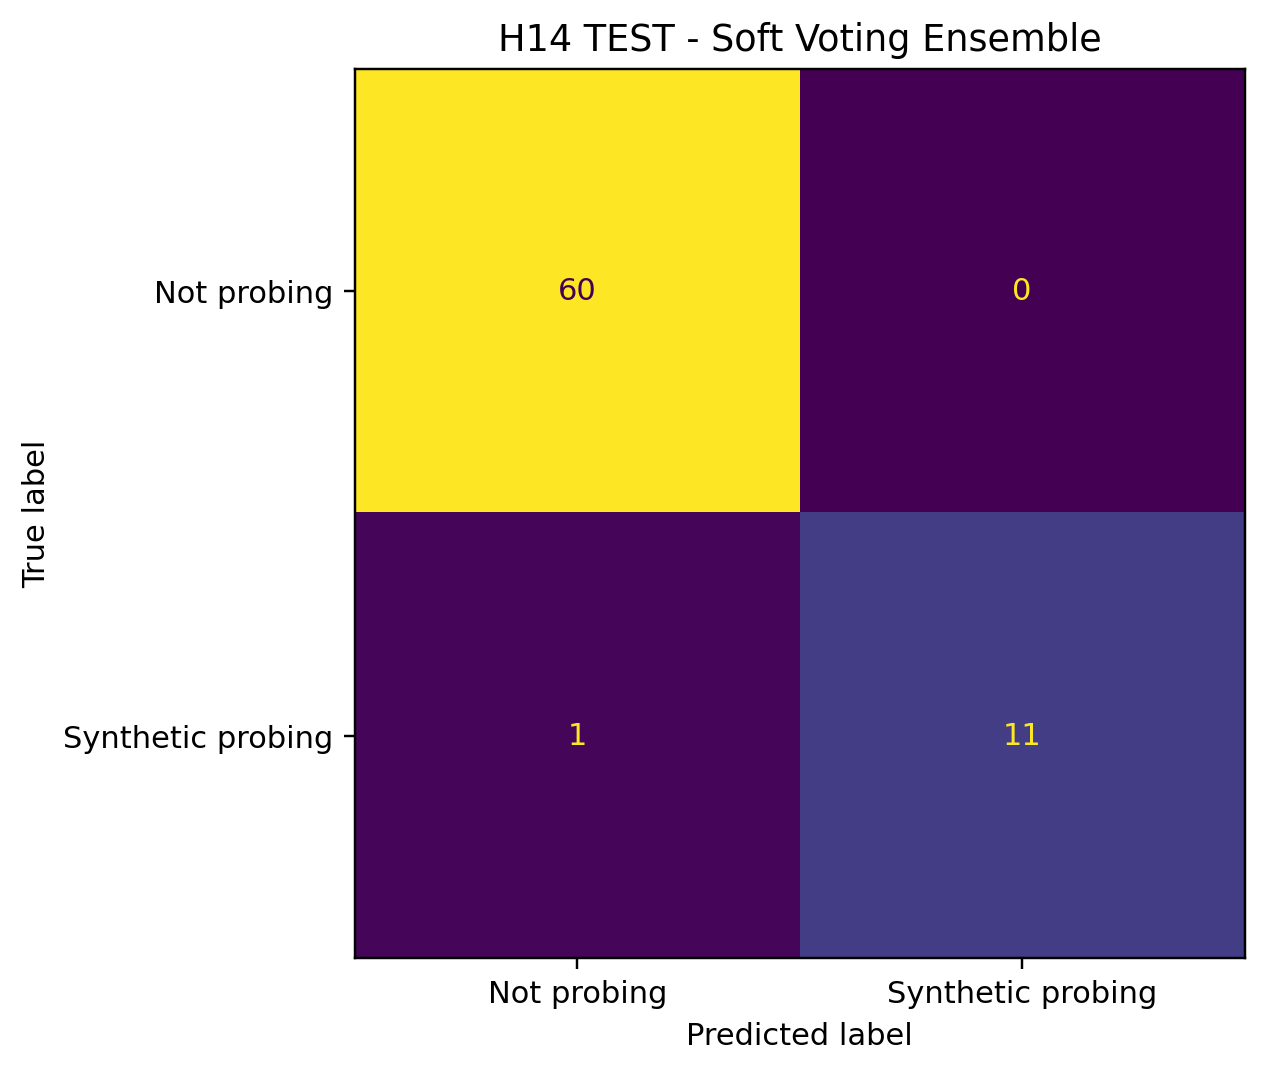 H14 TEST - Soft Voting Ensemble
Not probing
60
0
True label
Synthetic probing
1
11
Not probing
Synthetic probing
Predicted label